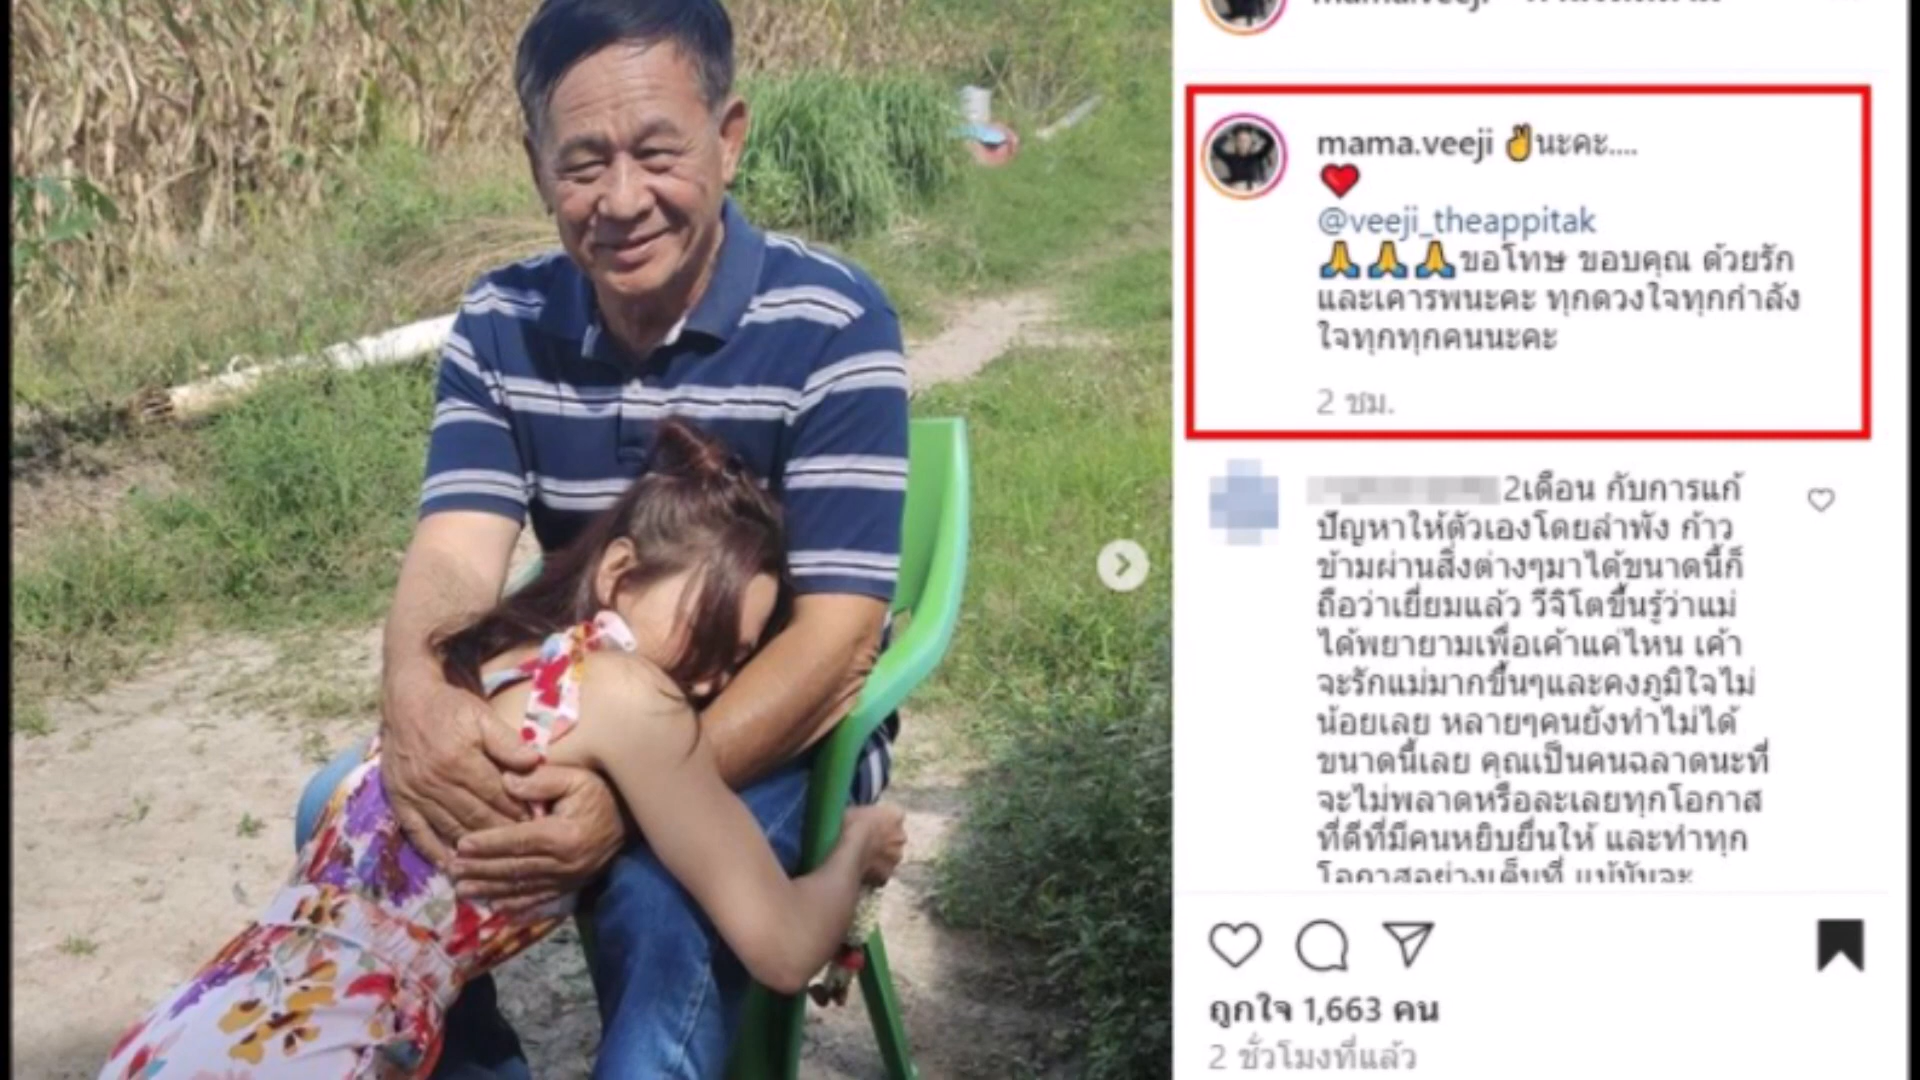 mama.veeji ✌นะคะ....
❤
@veeji_theappitak
🙏🙏🙏ขอโทษ ขอบคุณ ด้วยรัก
และเคารพนะคะ ทุกดวงใจทุกกำลัง
ใจทุกทุกคนนะคะ
2 ชม.
2เดือน กับการแก้
ปัญหาให้ตัวเองโดยลำพัง ก้าว
ข้ามผ่านสิ่งต่างๆมาได้ขนาดนี้ก็
ถือว่าเยี่ยมแล้ว วีจิโตขึ้นรู้ว่าแม่
ได้พยายามเพื่อเค้าแค่ไหน เค้า
จะรักแม่มากขึ้นๆและคงภูมิใจไม่
น้อยเลย หลายๆคนยังทำไม่ได้
ขนาดนี้เลย คุณเป็นคนฉลาดนะที่
จะไม่พลาดหรือละเลยทุกโอกาส
ที่ดีที่มีคนหยิบยื่นให้ และทำทุก
โอกาสอย่างเต็มที่
ถูกใจ 1,663 คน
2 ชั่วโมงที่แล้ว